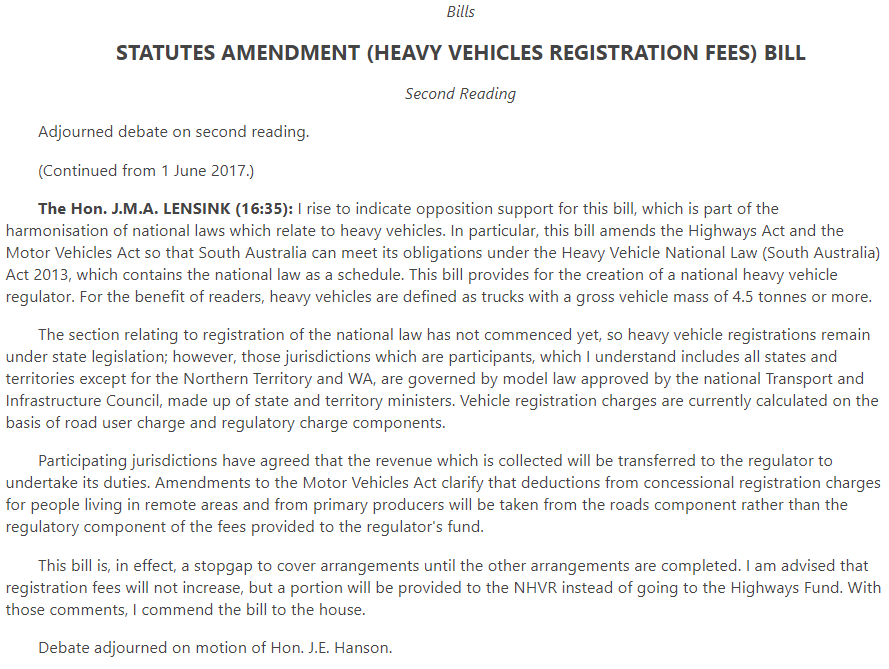 Bills
STATUTES AMENDMENT (HEAVY VEHICLES REGISTRATION FEES) BILL
Second Reading
Adjourned debate on second reading.
(Continued from 1 June 2017.)
The Hon. J.M.A. LENSINK (16:35): I rise to indicate opposition support for this bill, which is part of the
harmonisation of national laws which relate to heavy vehicles. In particular, this bill amends the Highways Act and the
Motor Vehicles Act so that South Australia can meet its obligations under the Heavy Vehicle National Law (South Australia)
Act 2013, which contains the national law as a schedule. This bill provides for the creation of a national heavy vehicle
regulator. For the benefit of readers, heavy vehicles are defined as trucks with a gross vehicle mass of 4.5 tonnes or more.
The section relating to registration of the national law has not commenced yet, so heavy vehicle registrations remain
under state legislation; however, those jurisdictions which are participants, which I understand includes all states and
territories except for the Northern Territory and WA, are governed by model law approved by the national Transport and
Infrastructure Council, made up of state and territory ministers. Vehicle registration charges are currently calculated on the
basis of road user charge and regulatory charge components.
Participating jurisdictions have agreed that the revenue which is collected will be transferred to the regulator to
undertake its duties. Amendments to the Motor Vehicles Act clarify that deductions from concessional registration charges
for people living in remote areas and from primary producers will be taken from the roads component rather than the
regulatory component of the fees provided to the regulator's fund.
This bill is, in effect, a stopgap to cover arrangements until the other arrangements are completed. I am advised that
registration fees will not increase, but a portion will be provided to the NHVR instead of going to the Highways Fund. With
those comments, I commend the bill to the house.
Debate adjourned on motion of Hon. J.E. Hanson.